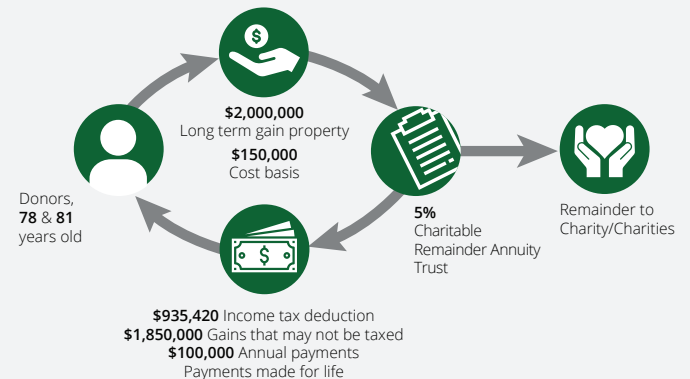 $
$2,000,000
Long term gain property
$150,000
Cost basis
Donors,
78 & 81
years old
5%
Charitable
Remainder Annuity
Trust
Remainder to
Charity/Charities
$
$935,420 Income tax deduction
$1,850,000 Gains that may not be taxed
$100,000 Annual payments
Payments made for life